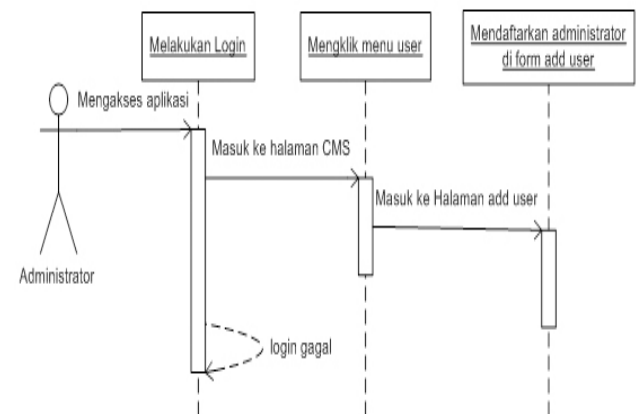 Melakukan Login
Mengklik menu user
Mendaftarkan administrator
di form add user
Mengakses aplikasi
Masuk ke halaman CMS
Masuk ke Halaman add user
Administrator
login gagal